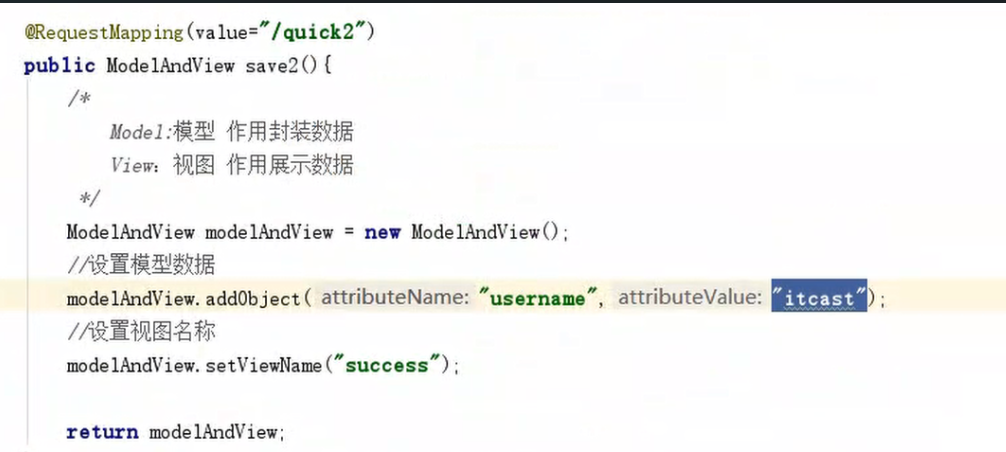 @RequestMapping(value="/quick2")
public ModelAndView save2(){
/*
Model:模型 作用封装数据
View：视图 作用展示数据
*/
ModelAndView modelAndView = new ModelAndView();
//设置模型数据
modelAndView.addObject( attributeName: "username", attributeValue: "itcast");
//设置视图名称
modelAndView.setViewName("success");
return modelAndView;